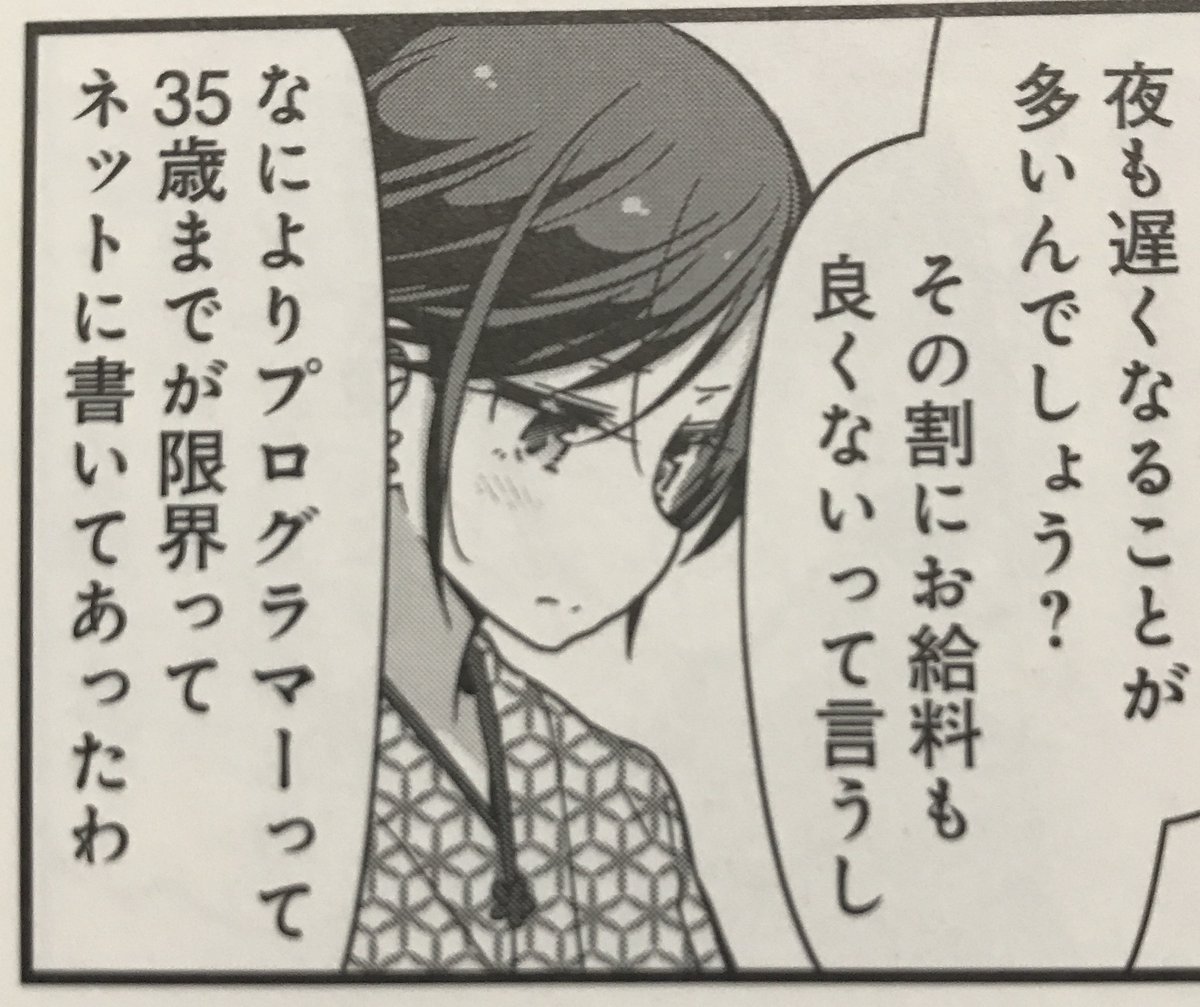 夜も遅くなることが
多いんでしょう?
その割にお給料も
良くないって言うし
なによりプログラマーって
35歳までが限界って
ネットに書いてあったわ